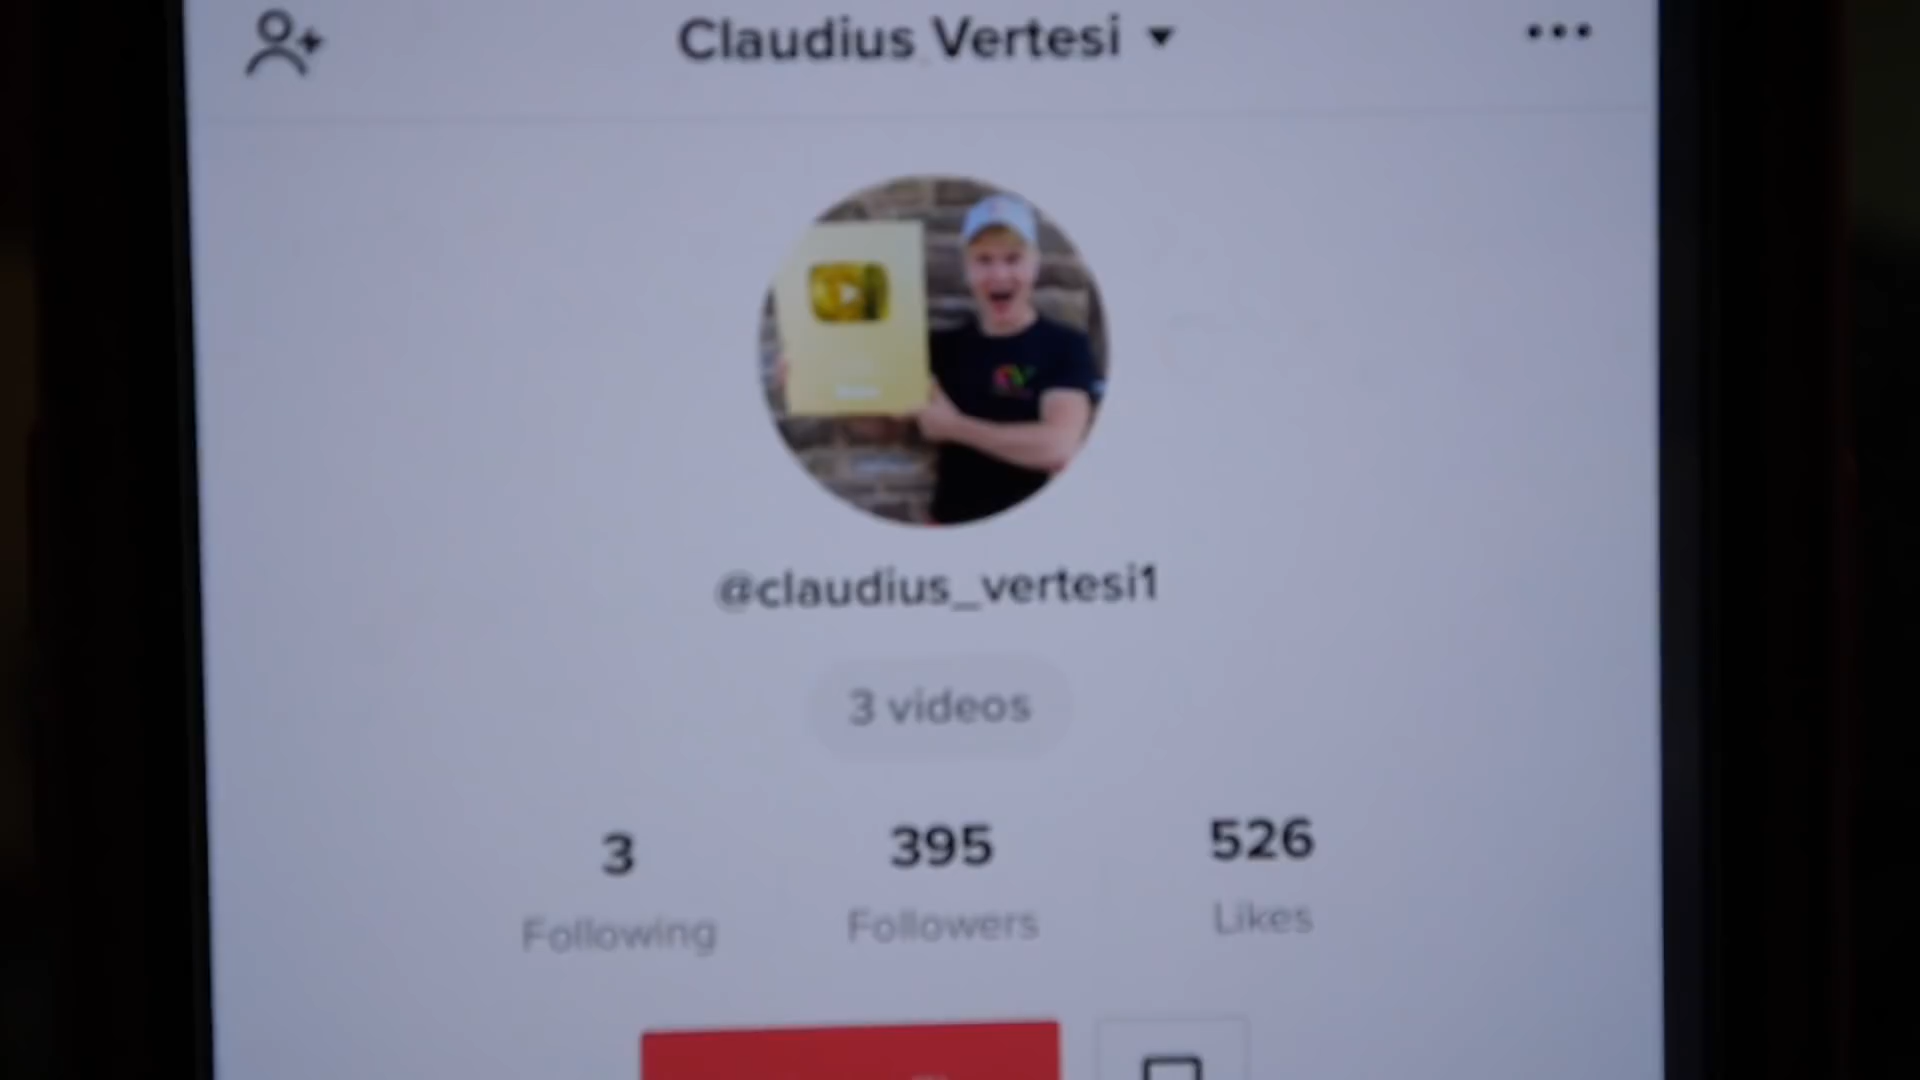 Claudius Vertesi
@claudius_vertesi1
3 videos
3
Following
395
Followers
526
Likes